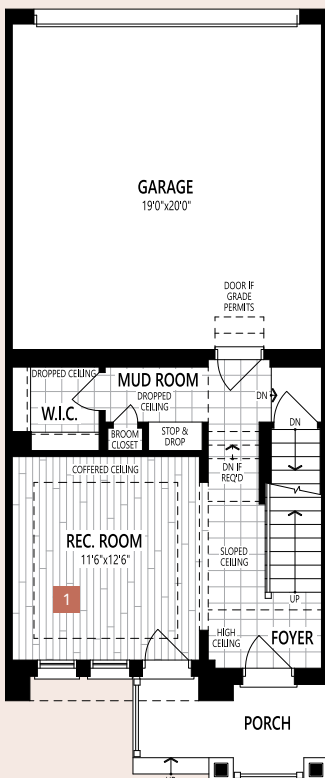 GARAGE
19'0"x20'0"
DOOR IF
GRADE
PERMITS
DROPPED CEILING
MUD ROOM
DROPPED
CEILING
W.I.C.
DN
BROOM
CLOSET
STOP &
DROP
DN
COFFERED CEILING
DN IF
REQ'D
REC. ROOM
11'6"x12'6"
SLOPED
CEILING
1
UP
HIGH
CEILING
FOYER
PORCH
UP